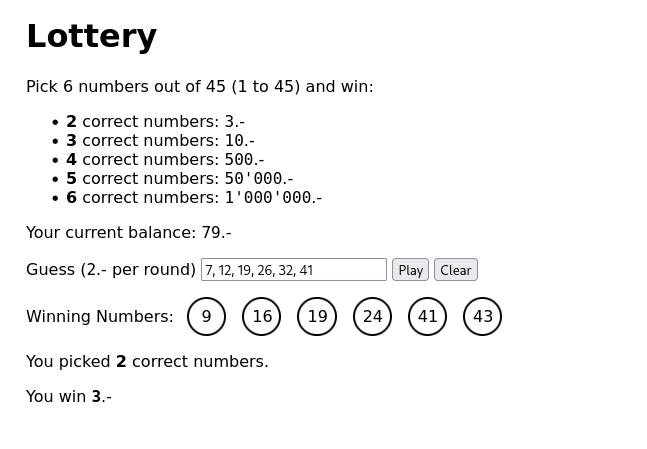 Lottery
Pick 6 numbers out of 45 (1 to 45) and win:
• 2 correct numbers: 3.-
• 3 correct numbers: 10.-
• 4 correct numbers: 500.-
• 5 correct numbers: 50'000.-
• 6 correct numbers: 1'000'000.-
Your current balance: 79.-
Guess (2.- per round) 7, 12, 19, 26, 32, 41 Play Clear
Winning Numbers: 9 16 19 24 41 43
You picked 2 correct numbers.
You win 3.-